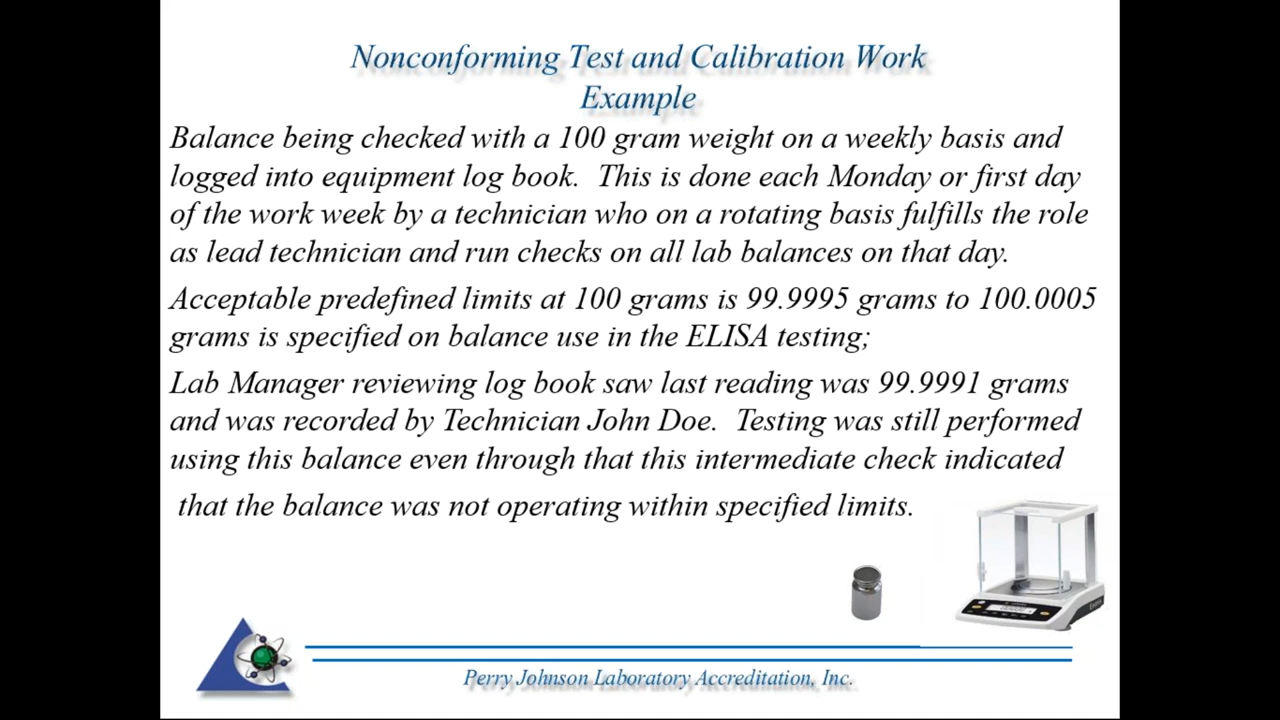 Nonconforming Test and Calibration Work
Example
Balance being checked with a 100 gram weight on a weekly basis and
logged into equipment log book.  This is done each Monday or first day
of the work week by a technician who on a rotating basis fulfills the role
as lead technician and run checks on all lab balances on that day.
Acceptable predefined limits at 100 grams is 99.9995 grams to 100.0005
grams is specified on balance use in the ELISA testing;
Lab Manager reviewing log book saw last reading was 99.9991 grams
and was recorded by Technician John Doe.  Testing was still performed
using this balance even through that this intermediate check indicated
that the balance was not operating within specified limits.
Perry Johnson Laboratory Accreditation, Inc.